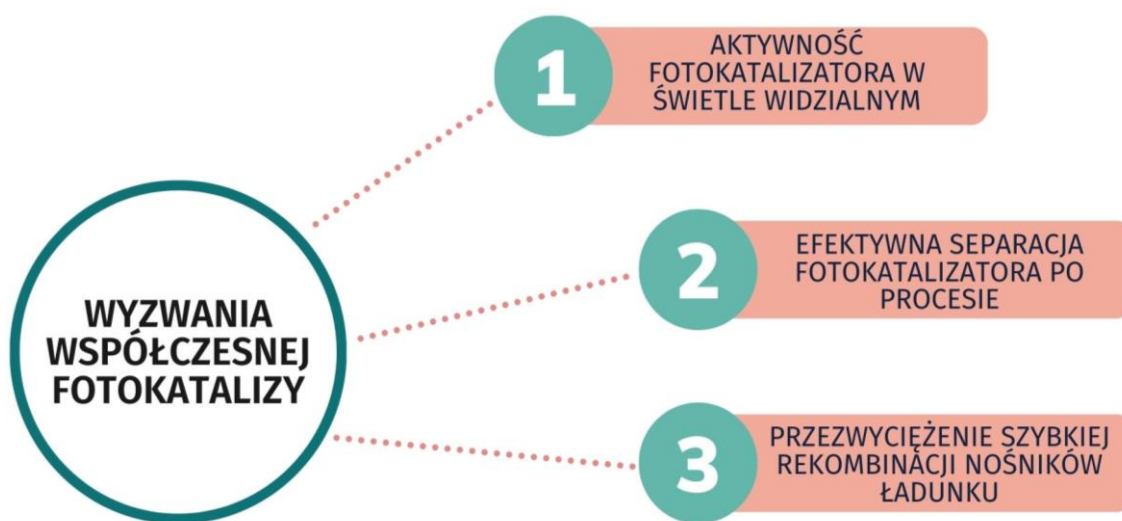 WYZWANIA
WSPÓŁCZESNEJ
FOTOKATALIZY
1
AKTYWNOŚĆ
FOTOKATALIZATORA W
ŚWIETLE WIDZIALNYM
2
EFEKTYWNA SEPARACJA
FOTOKATALIZATORA PO
PROCESIE
3
PRZEZWYCIĘŻENIE SZYBKIEJ
REKOMBINACJI NOŚNIKÓW
ŁADUNKU